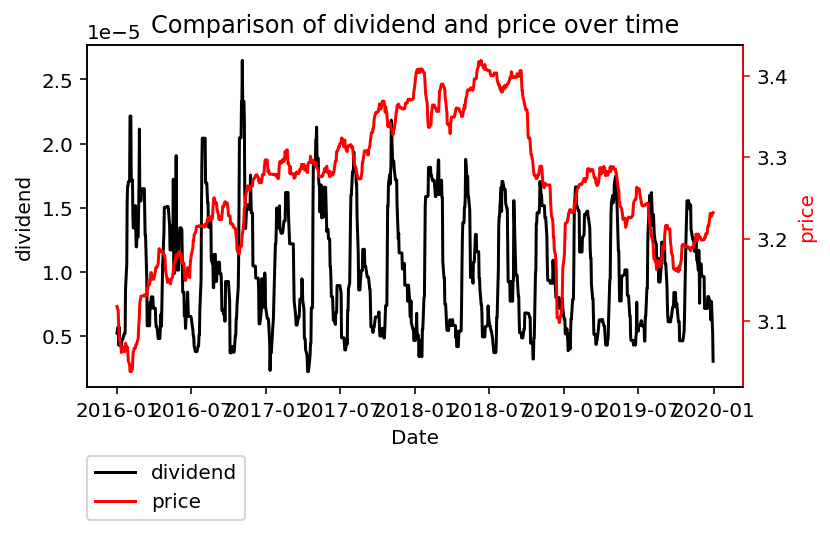 Comparison of dividend and price over time
1e−5
2.5
2.0
1.5
1.0
0.5
dividend
3.4
3.3
3.2
3.1
price
2016-01 2016-07 2017-01 2017-07 2018-01 2018-07 2019-01 2019-07 2020-01
Date
dividend
price